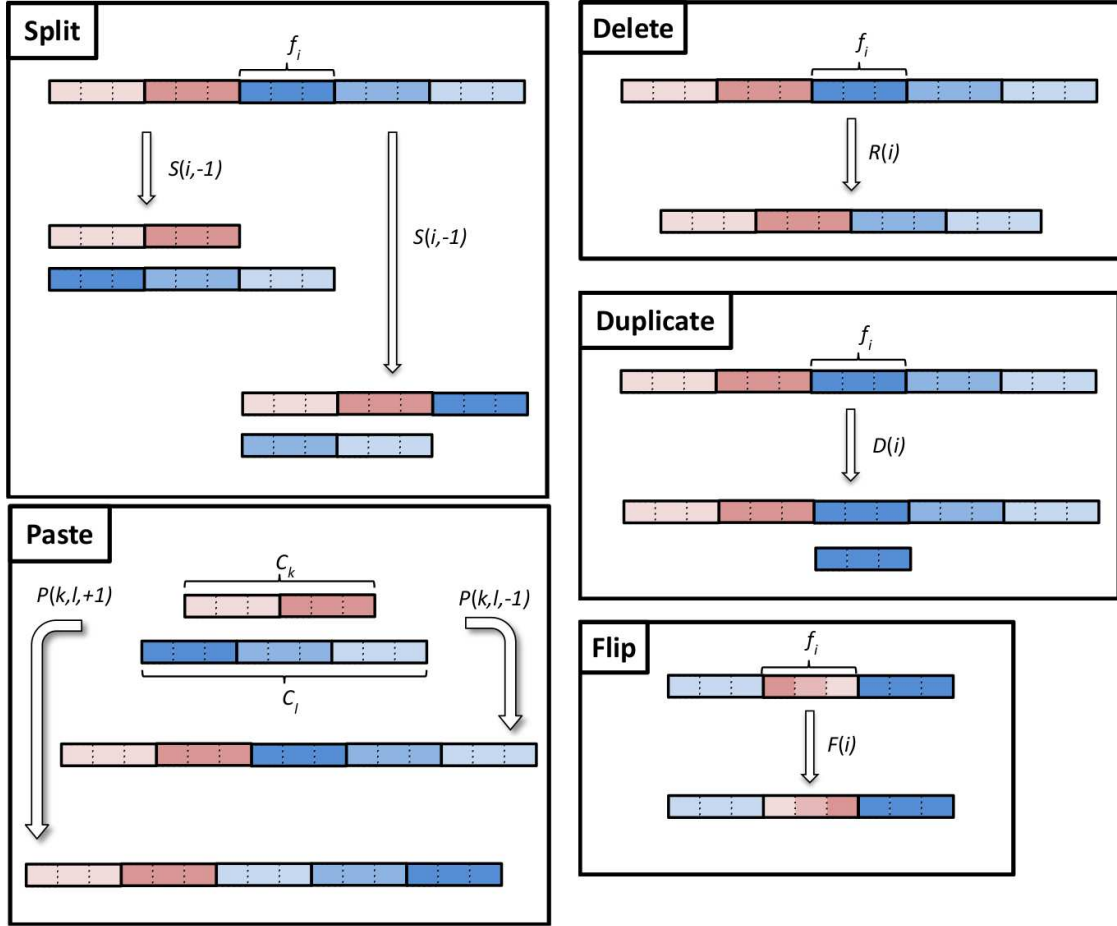 Split
f_i
S(i,-1)
S(i,-1)
Paste
C_k
P(k,l,+1)
P(k,l,-1)
C_l
Delete
f_i
R(i)
Duplicate
f_i
D(i)
Flip
f_i
F(i)